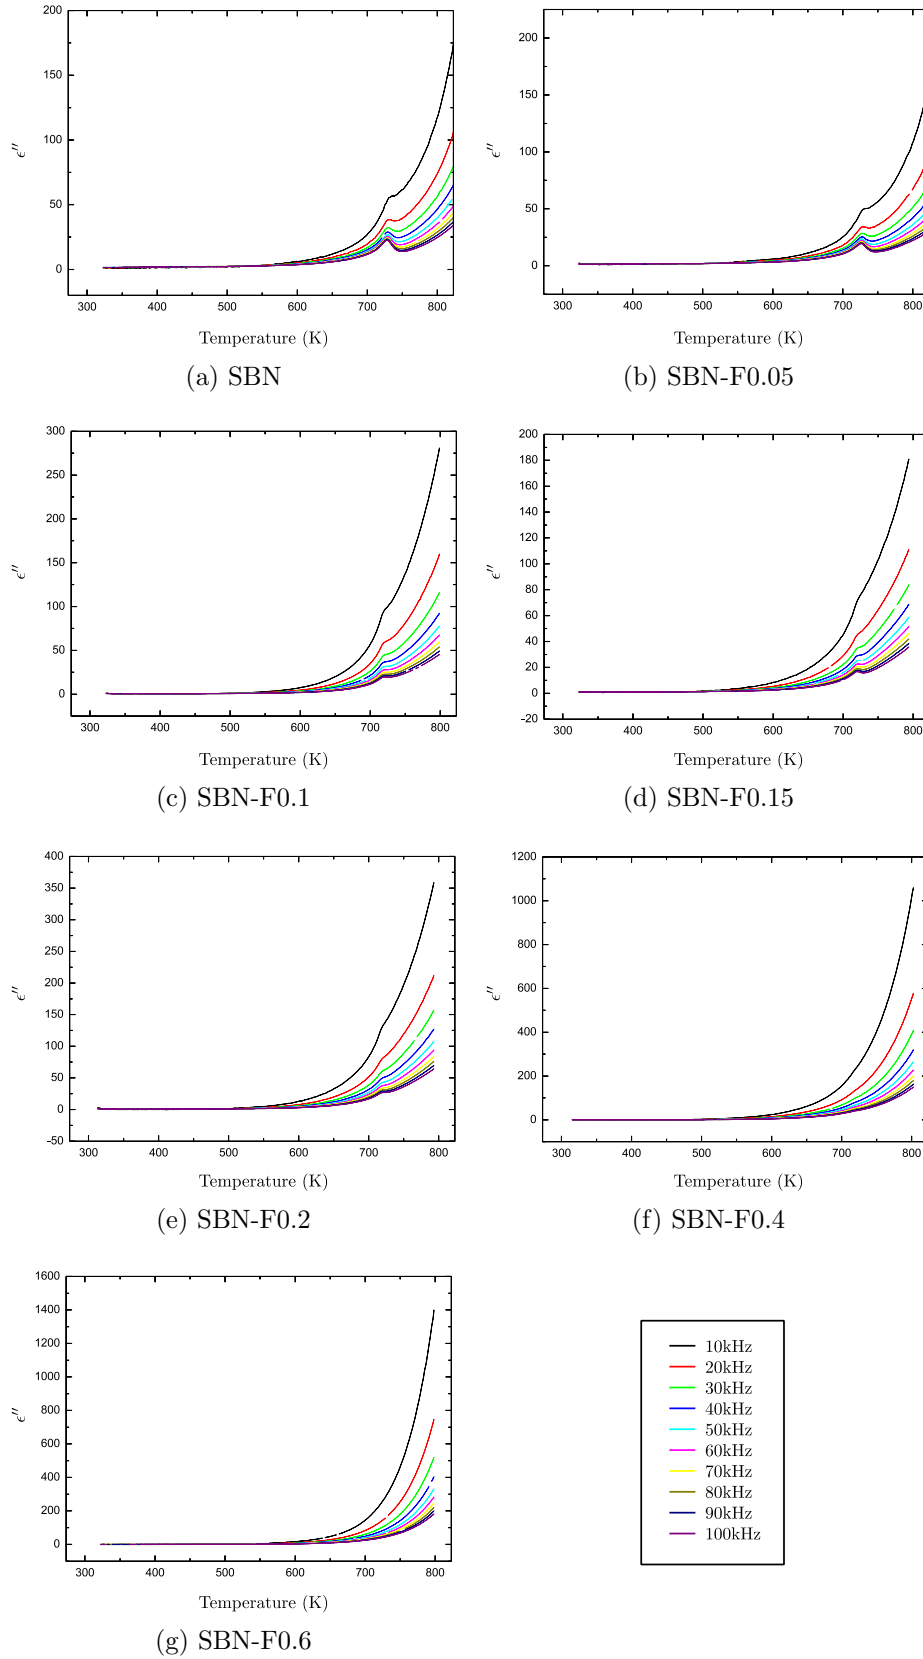 200
150
100
50
0
ϵ′′
300 400 500 600 700 800
Temperature (K)
(a) SBN
200
150
100
50
0
ϵ′′
300 400 500 600 700 800
Temperature (K)
(b) SBN-F0.05
300
250
200
150
100
50
0
ϵ′′
300 400 500 600 700 800
Temperature (K)
(c) SBN-F0.1
200
180
160
140
120
100
80
60
40
20
0
-20
ϵ′′
300 400 500 600 700 800
Temperature (K)
(d) SBN-F0.15
400
350
300
250
200
150
100
50
0
-50
ϵ′′
300 400 500 600 700 800
Temperature (K)
(e) SBN-F0.2
1200
1000
800
600
400
200
0
ϵ′′
300 400 500 600 700 800
Temperature (K)
(f) SBN-F0.4
1600
1400
1200
1000
800
600
400
200
0
ϵ′′
300 400 500 600 700 800
Temperature (K)
(g) SBN-F0.6
10kHz
20kHz
30kHz
40kHz
50kHz
60kHz
70kHz
80kHz
90kHz
100kHz